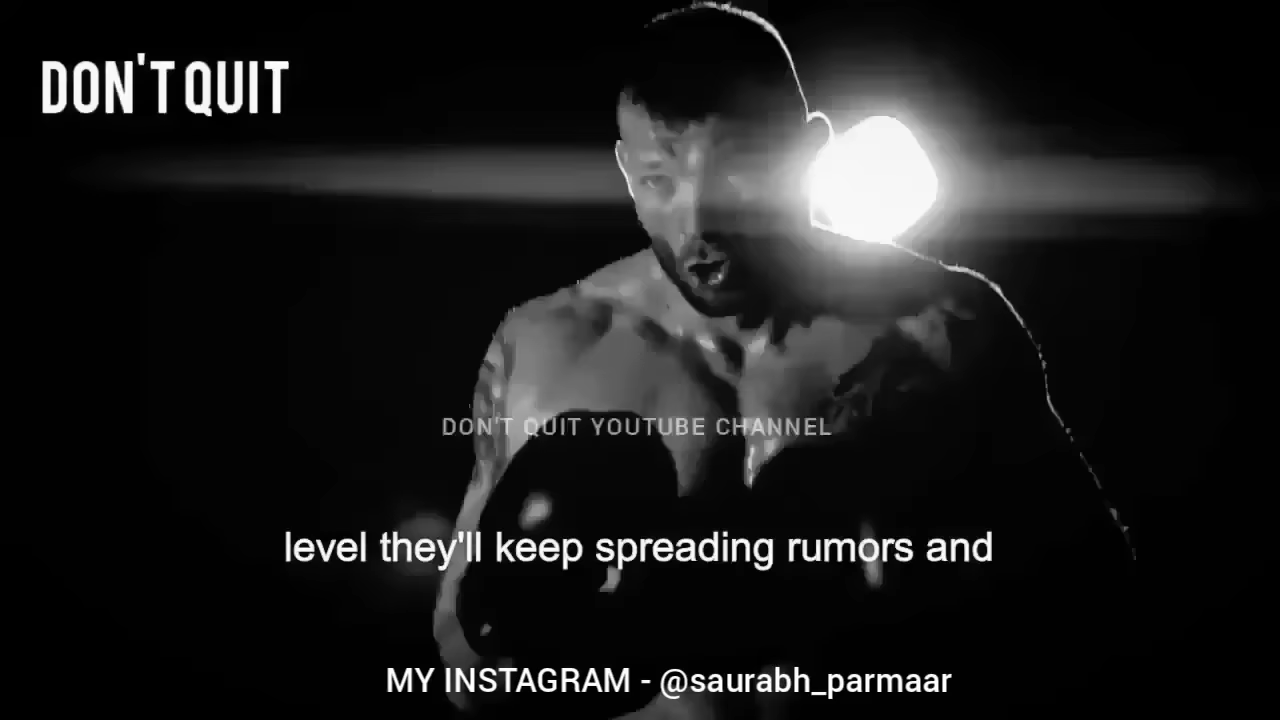 DON'T QUIT
DON'T QUIT YOUTUBE CHANNEL
level they'll keep spreading rumors and
MY INSTAGRAM - @saurabh_parmaar